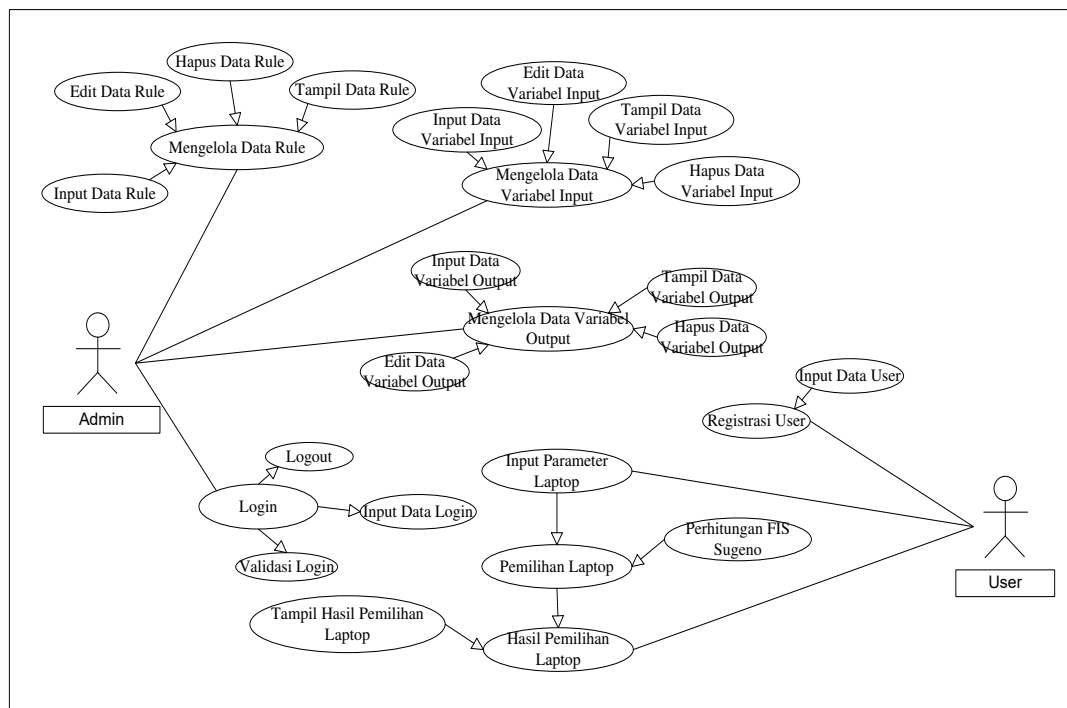 Hapus Data Rule
Edit Data Rule
Tampil Data Rule
Mengelola Data Rule
Input Data Rule
Edit Data
Variabel Input
Input Data
Variabel Input
Tampil Data
Variabel Input
Mengelola Data
Variabel Input
Hapus Data
Variabel Input
Input Data
Variabel Output
Tampil Data
Variabel Output
Mengelola Data Variabel
Output
Hapus Data
Variabel Output
Edit Data
Variabel Output
Admin
Input Data User
Registrasi User
Logout
Login
Input Data Login
Validasi Login
Input Parameter
Laptop
Perhitungan FIS
Sugeno
Pemilihan Laptop
User
Tampil Hasil Pemilihan
Laptop
Hasil Pemilihan
Laptop